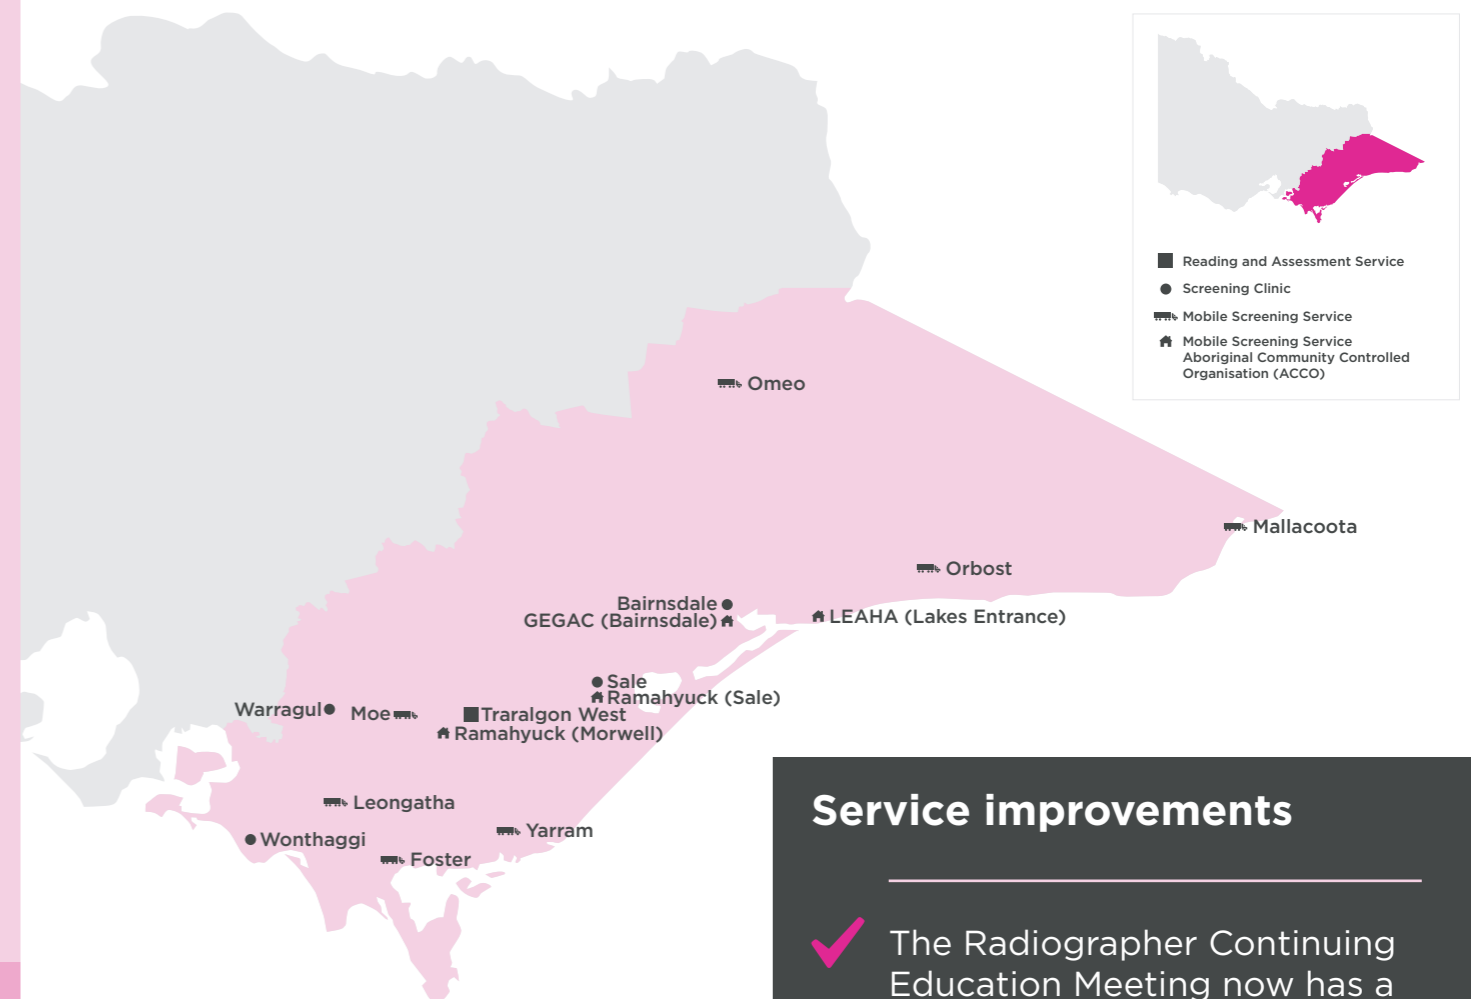 Reading and Assessment Service
Screening Clinic
Mobile Screening Service
Mobile Screening Service
Aboriginal Community Controlled
Organisation (ACCO)
Omeo
Mallacoota
Orbost
Bairnsdale
GEGAC (Bairnsdale)
LEAHA (Lakes Entrance)
Sale
Ramahyuck (Sale)
Warragul
Moe
Traralgon West
Ramahyuck (Morwell)
Leongatha
Yarram
Wonthaggi
Foster
Service improvements
The Radiographer Continuing
Education Meeting now has a